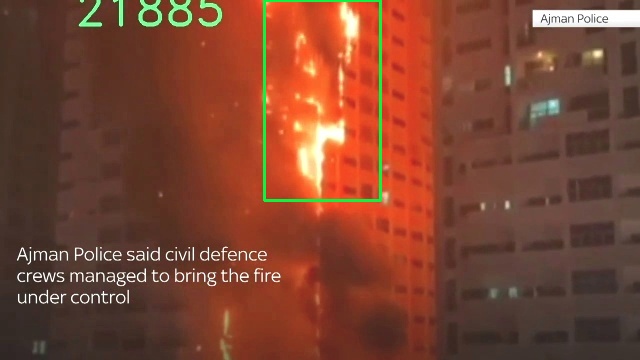 21885
Ajman Police
Ajman Police said civil defence
crews managed to bring the fire
under control